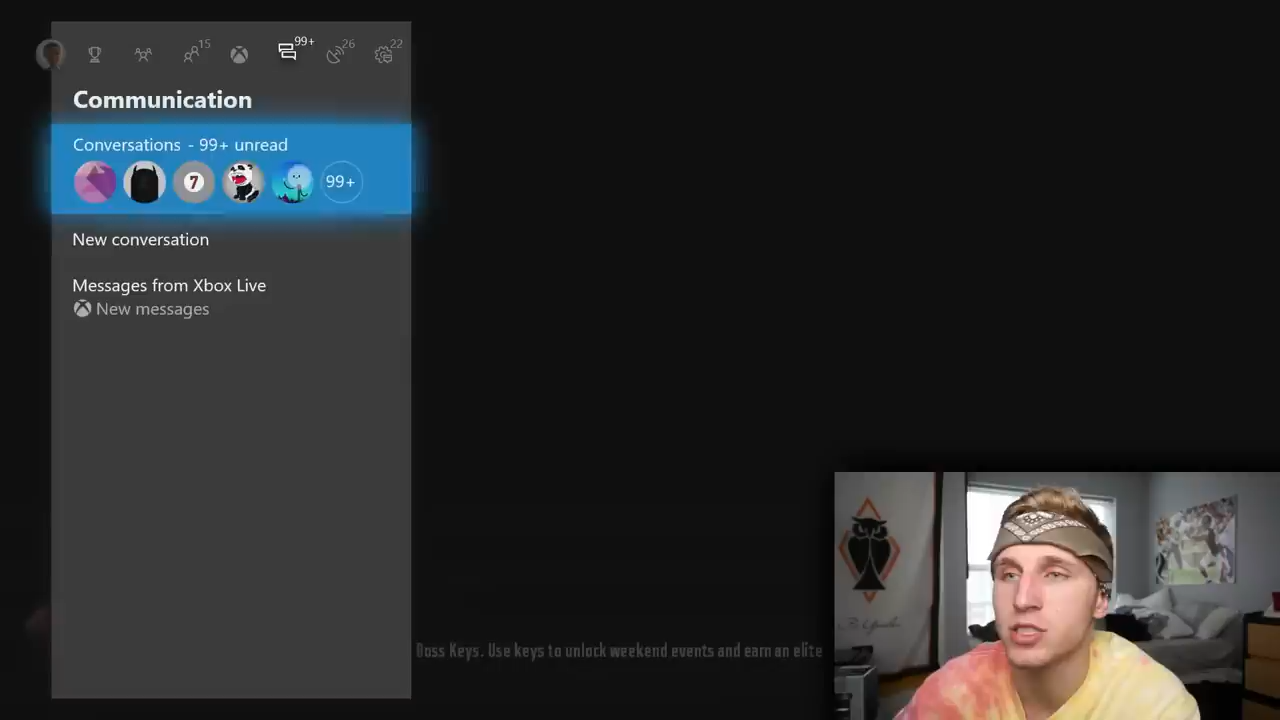 15
99+
26
22
Communication
Conversations - 99+ unread
7
99+
New conversation
Messages from Xbox Live
New messages
Boss Keys. Use keys to unlock weekend events and earn an elite